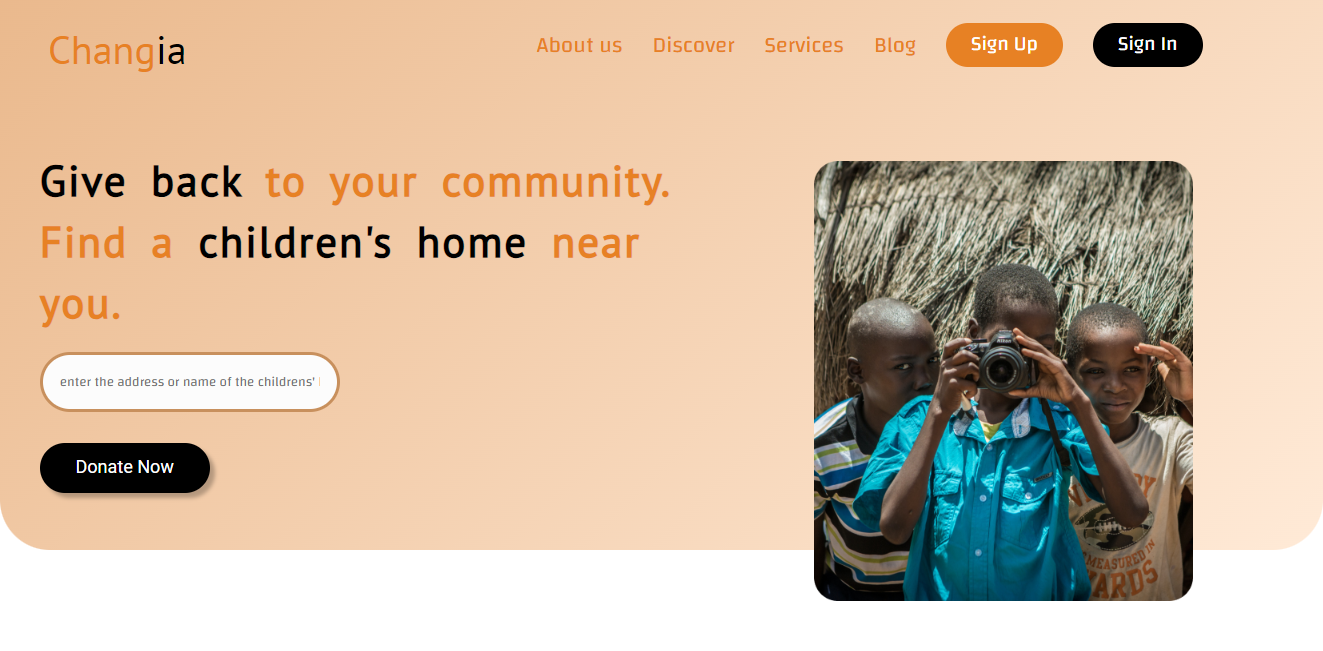 Changia
About us Discover Services Blog Sign Up Sign In
Give back to your community.
Find a children's home near
you.
enter the address or name of the childrens'
Donate Now
Nikon
MEASURED IN
YARDS